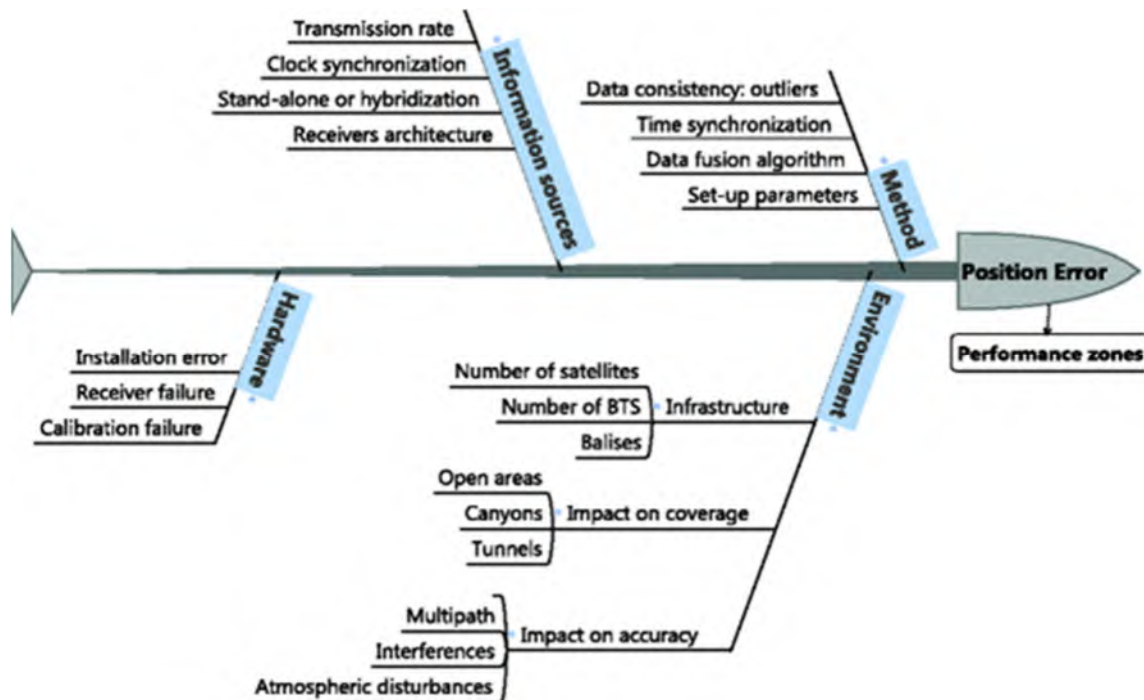 Transmission rate
Clock synchronization
Stand-alone or hybridization
Receivers architecture
Information sources
Data consistency: outliers
Time synchronization
Data fusion algorithm
Set-up parameters
Method
Position Error
Performance zones
Hardware
Installation error
Receiver failure
Calibration failure
Environment
Number of satellites
Number of BTS
Balises
Infrastructure
Open areas
Canyons
Tunnels
Impact on coverage
Multipath
Interferences
Atmospheric disturbances
Impact on accuracy